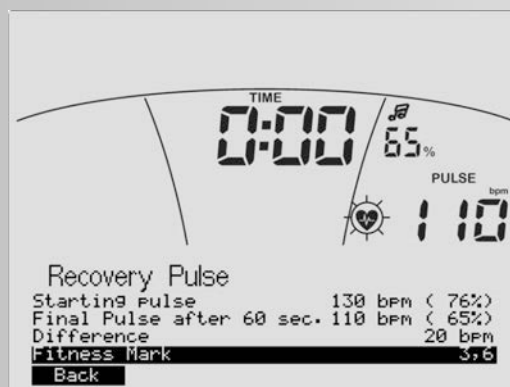 TIME
0:00
65%
PULSE
bpm
110
Recovery Pulse
Starting pulse 130 bpm ( 76%)
Final Pulse after 60 sec. 110 bpm ( 65%)
Difference 20 bpm
Fitness Mark 3,6
Back